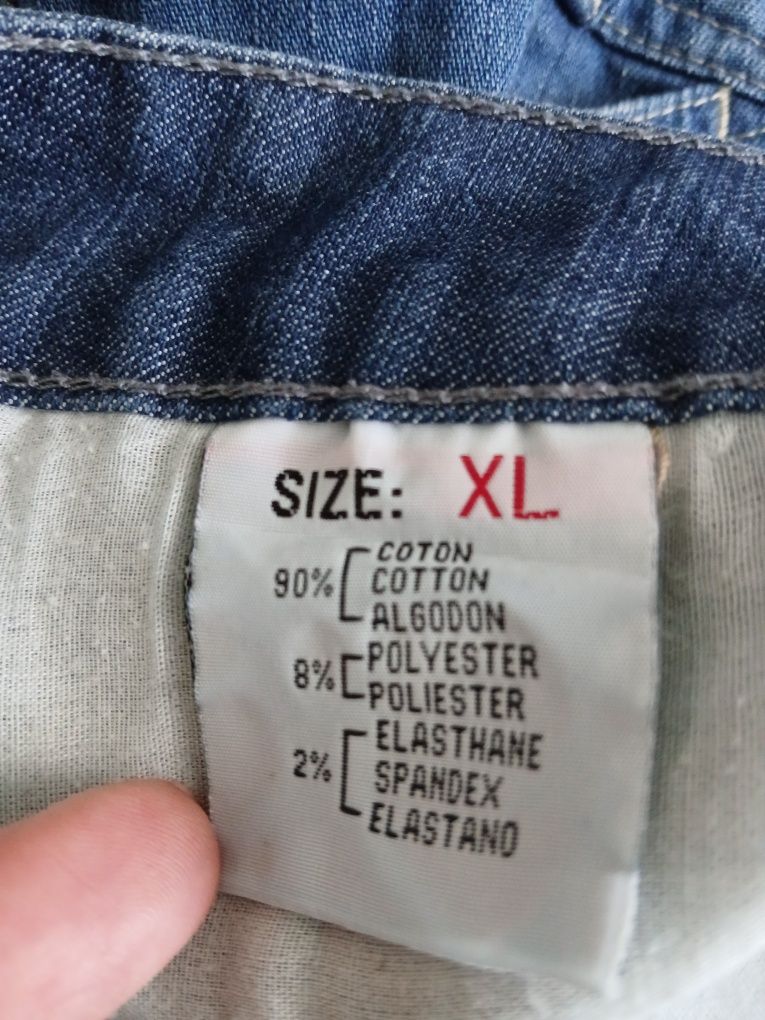 SIZE: XL
COTON
90% COTTON
ALGODON
8% POLYESTER
POLIESTER
ELASTHANE
2% SPANDEX
ELASTANO